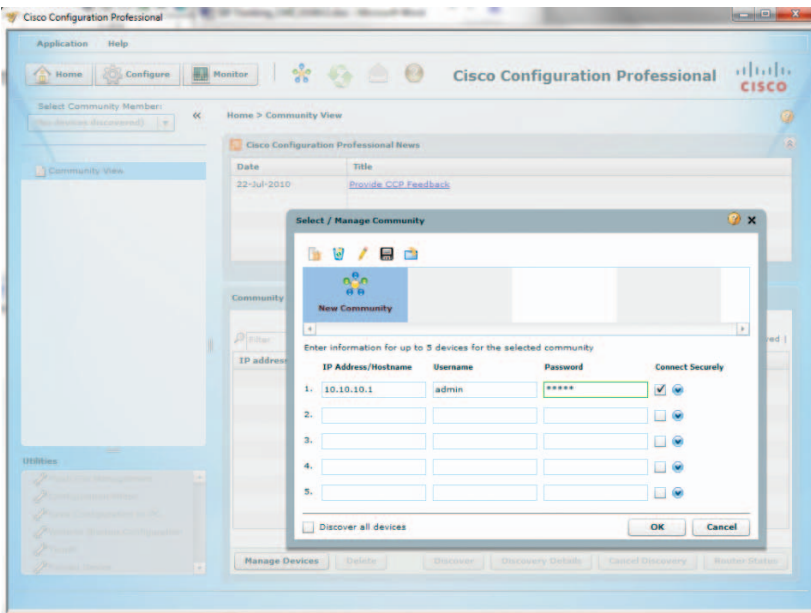 Cisco Configuration Professional
Application Help
Home Configure Monitor
Cisco Configuration Professional
CISCO
Select Community Member:
Home > Community View
Cisco Configuration Professional News
Date Title
22-Jul-2010 Provide CCP Feedback
Community View
Select / Manage Community
New Community
Community
Filter
IP address
Enter information for up to 5 devices for the selected community
IP Address/Hostname Username Password Connect Securely
1. 10.10.10.1 admin *****
2.
3.
4.
5.
Utilities
Discover all devices
OK Cancel
Manage Devices Delete Discover Discovery Details Cancel Discovery Router Status